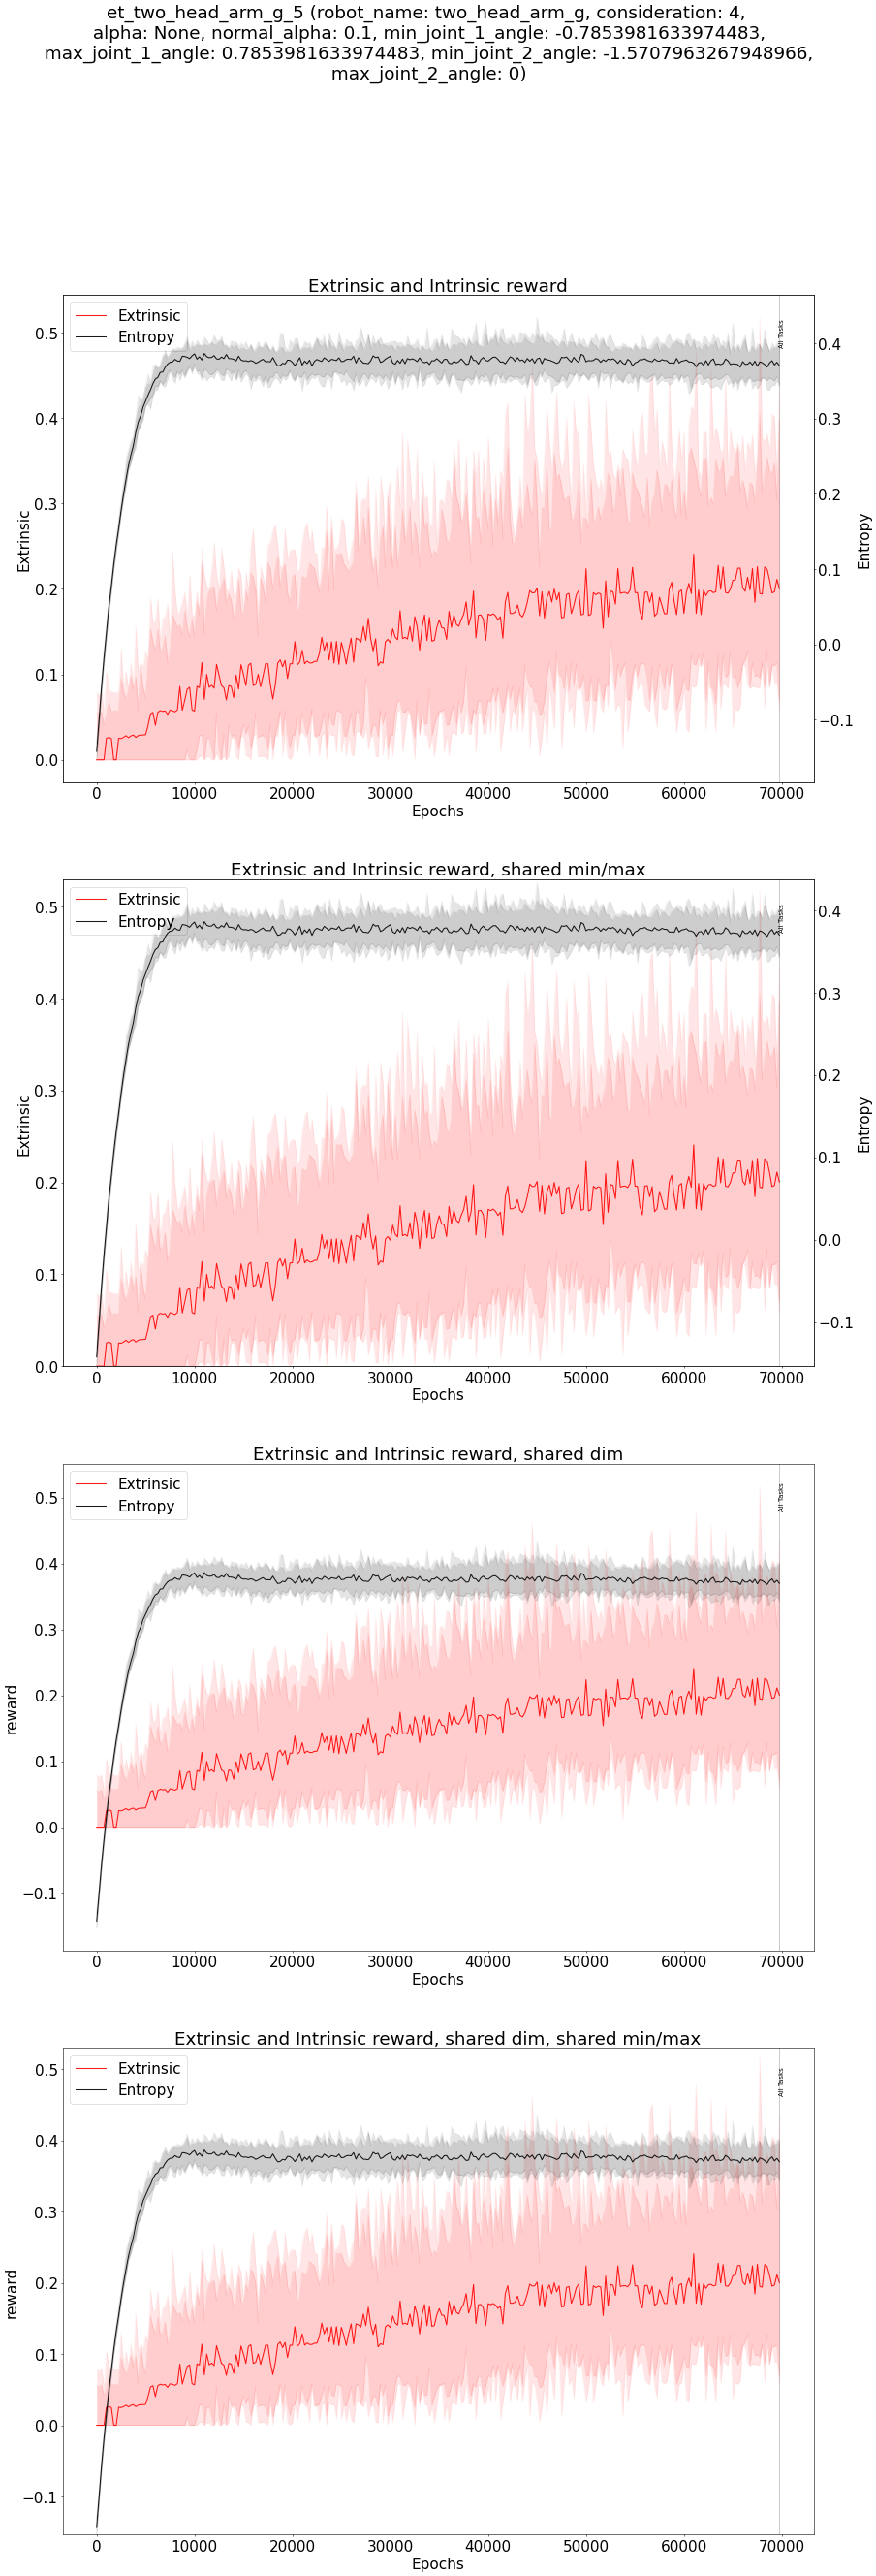 et_two_head_arm_g_5 (robot_name: two_head_arm_g, consideration: 4,
alpha: None, normal_alpha: 0.1, min_joint_1_angle: -0.7853981633974483,
max_joint_1_angle: 0.7853981633974483, min_joint_2_angle: -1.5707963267948966,
max_joint_2_angle: 0)
Extrinsic and Intrinsic reward
Extrinsic
Entropy
All Tasks
0.5
0.4
0.3
0.2
0.1
0.0
Extrinsic
0.4
0.3
0.2
0.1
0.0
−0.1
Entropy
0 10000 20000 30000 40000 50000 60000 70000
Epochs
Extrinsic and Intrinsic reward, shared min/max
Extrinsic
Entropy
All Tasks
0.5
0.4
0.3
0.2
0.1
0.0
Extrinsic
0.4
0.3
0.2
0.1
0.0
−0.1
Entropy
0 10000 20000 30000 40000 50000 60000 70000
Epochs
Extrinsic and Intrinsic reward, shared dim
Extrinsic
Entropy
All Tasks
0.5
0.4
0.3
0.2
0.1
0.0
−0.1
reward
0 10000 20000 30000 40000 50000 60000 70000
Epochs
Extrinsic and Intrinsic reward, shared dim, shared min/max
Extrinsic
Entropy
All Tasks
0.5
0.4
0.3
0.2
0.1
0.0
−0.1
reward
0 10000 20000 30000 40000 50000 60000 70000
Epochs